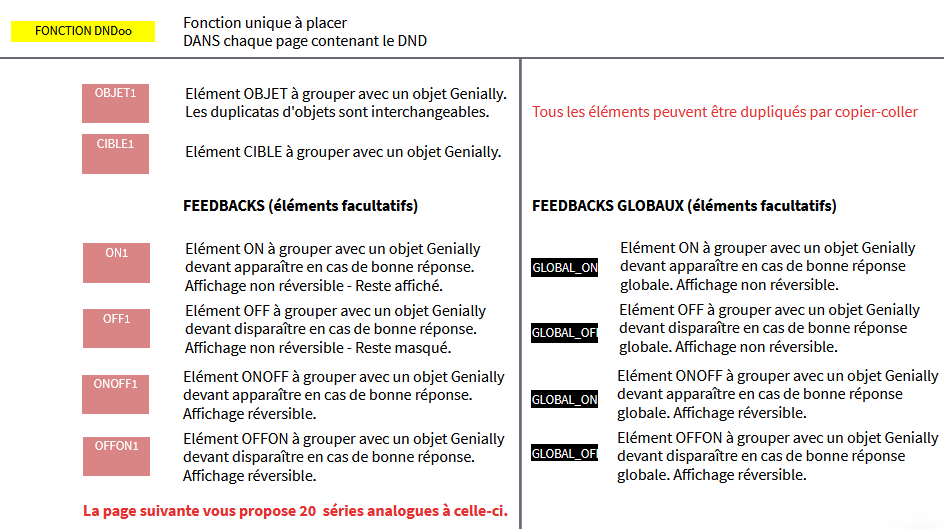 FONCTION DNDoo
Fonction unique à placer
DANS chaque page contenant le DND
OBJET1
Elément OBJET à grouper avec un objet Genially.
Les duplicatas d'objets sont interchangeables.
CIBLE1
Elément CIBLE à grouper avec un objet Genially.
FEEDBACKS (éléments facultatifs)
ON1
Elément ON à grouper avec un objet Genially
devant apparaître en cas de bonne réponse.
Affichage non réversible - Reste affiché.
OFF1
Elément OFF à grouper avec un objet Genially
devant disparaître en cas de bonne réponse.
Affichage non réversible - Reste masqué.
ONOFF1
Elément ONOFF à grouper avec un objet Genially
devant apparaître en cas de bonne réponse.
Affichage réversible.
OFFON1
Elément OFFON à grouper avec un objet Genially
devant disparaître en cas de bonne réponse.
Affichage réversible.
La page suivante vous propose 20 séries analogues à celle-ci.
Tous les éléments peuvent être dupliqués par copier-coller
FEEDBACKS GLOBAUX (éléments facultatifs)
GLOBAL_ON
Elément ON à grouper avec un objet Genially
devant apparaître en cas de bonne réponse
globale. Affichage non réversible.
GLOBAL_OFF
Elément OFF à grouper avec un objet Genially
devant disparaître en cas de bonne réponse
globale. Affichage non réversible.
GLOBAL_ON
Elément ONOFF à grouper avec un objet Genially
devant apparaître en cas de bonne réponse
globale. Affichage réversible.
GLOBAL_OFF
Elément OFFON à grouper avec un objet Genially
devant disparaître en cas de bonne réponse
globale. Affichage réversible.